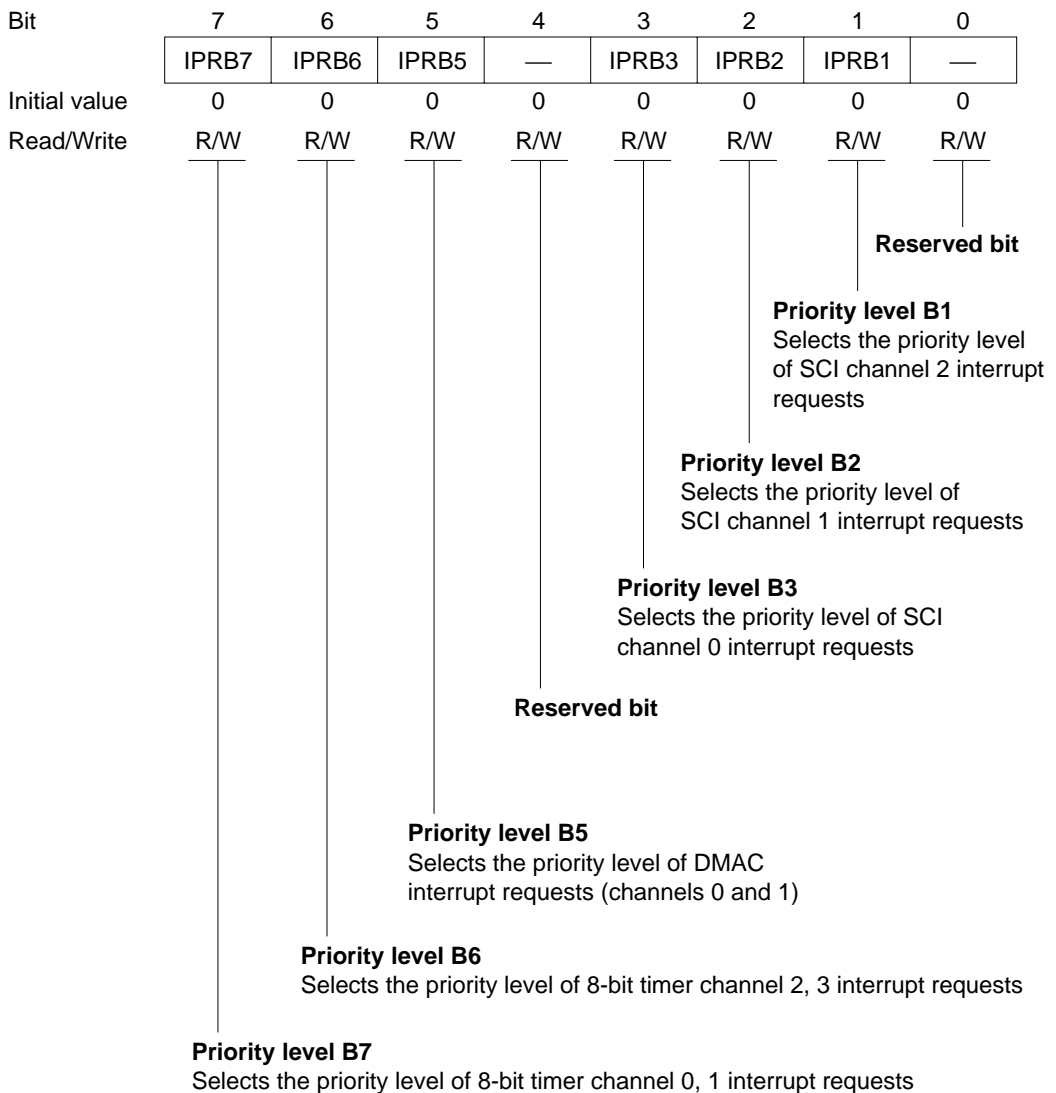 Bit 7 6 5 4 3 2 1 0
IPRB7 IPRB6 IPRB5 — IPRB3 IPRB2 IPRB1 —
Initial value 0 0 0 0 0 0 0 0
Read/Write R/W R/W R/W R/W R/W R/W R/W R/W
Reserved bit
Priority level B1
Selects the priority level
of SCI channel 2 interrupt
requests
Priority level B2
Selects the priority level of
SCI channel 1 interrupt requests
Priority level B3
Selects the priority level of SCI
channel 0 interrupt requests
Reserved bit
Priority level B5
Selects the priority level of DMAC
interrupt requests (channels 0 and 1)
Priority level B6
Selects the priority level of 8-bit timer channel 2, 3 interrupt requests
Priority level B7
Selects the priority level of 8-bit timer channel 0, 1 interrupt requests